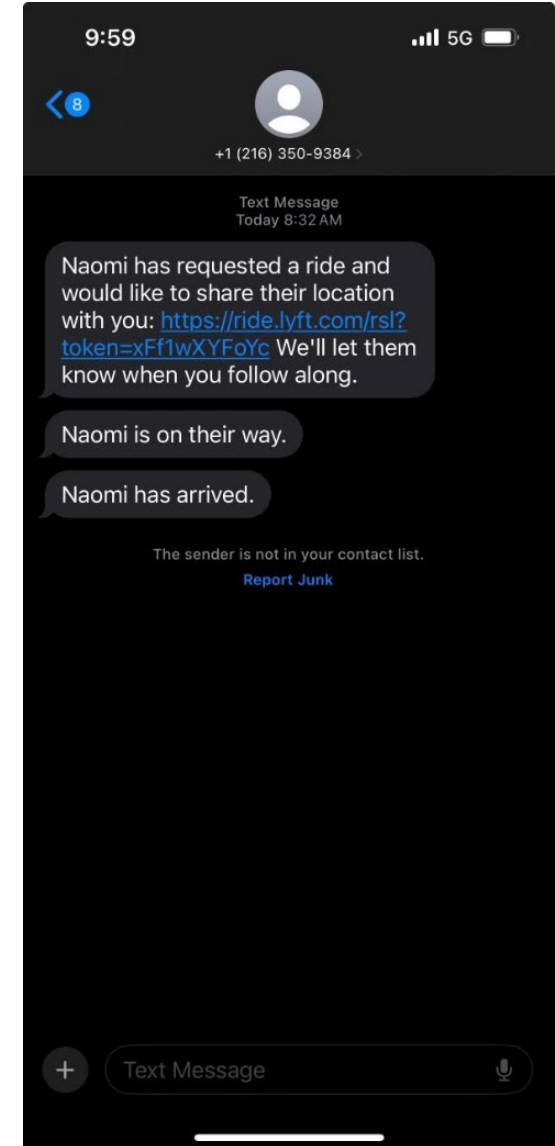 9:59
5G
8
+1 (216) 350-9384
Text Message
Today 8:32 AM
Naomi has requested a ride and
would like to share their location
with you: https://ride.lyft.com/rsl?
token=xFf1wXYFoYc We'll let them
know when you follow along.
Naomi is on their way.
Naomi has arrived.
The sender is not in your contact list.
Report Junk
Text Message